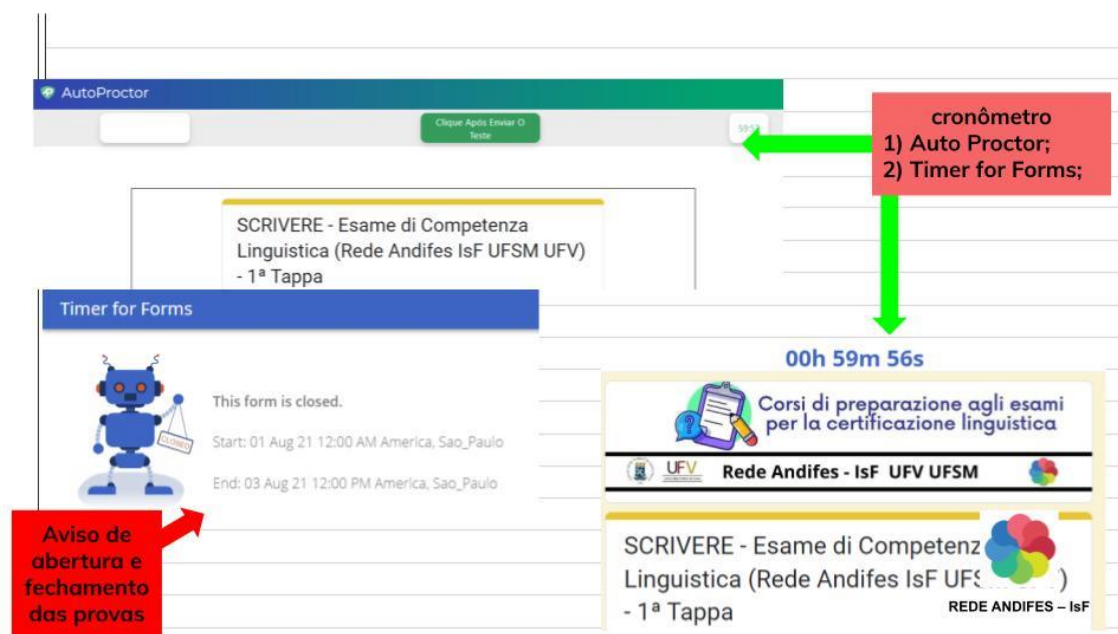 AutoProctor
Clique Após Enviar O
Teste
cronômetro
1) Auto Proctor;
2) Timer for Forms;
SCRIVERE - Esame di Competenza
Linguistica (Rede Andifes IsF UFSM UFV)
- 1ª Tappa
Timer for Forms
CLOSED
This form is closed.
Start: 01 Aug 21 12:00 AM America, Sao_Paulo
End: 03 Aug 21 12:00 PM America, Sao_Paulo
Aviso de
abertura e
fechamento
das provas
00h 59m 56s
Corsi di preparazione agli esami
per la certificazione linguistica
UFV
Rede Andifes - IsF UFV UFSM
SCRIVERE - Esame di Competenz
Linguistica (Rede Andifes IsF UFS )
- 1ª Tappa
REDE ANDIFES – IsF